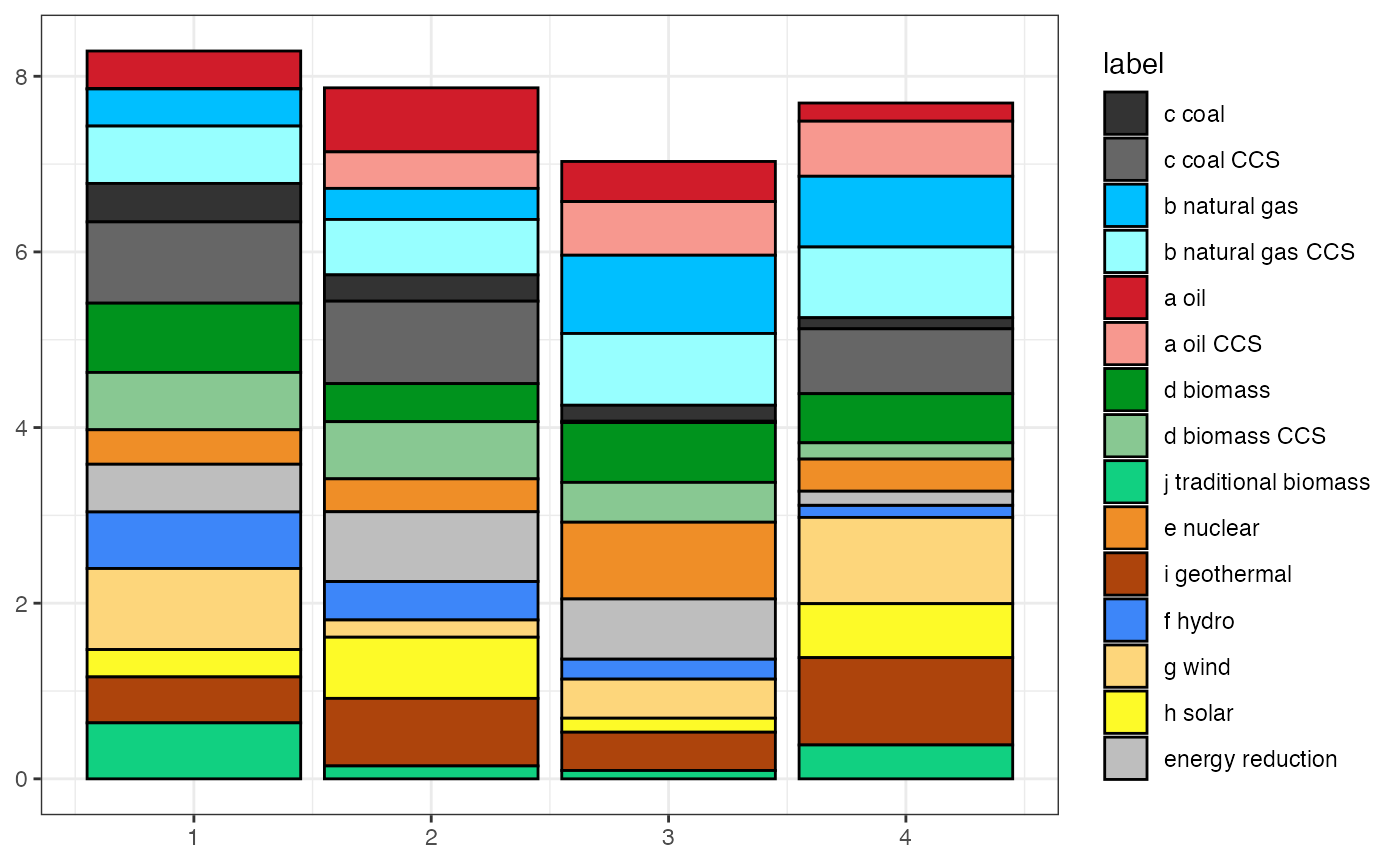 8
6
4
2
0
1
2
3
4
label
c coal
c coal CCS
b natural gas
b natural gas CCS
a oil
a oil CCS
d biomass
d biomass CCS
j traditional biomass
e nuclear
i geothermal
f hydro
g wind
h solar
energy reduction